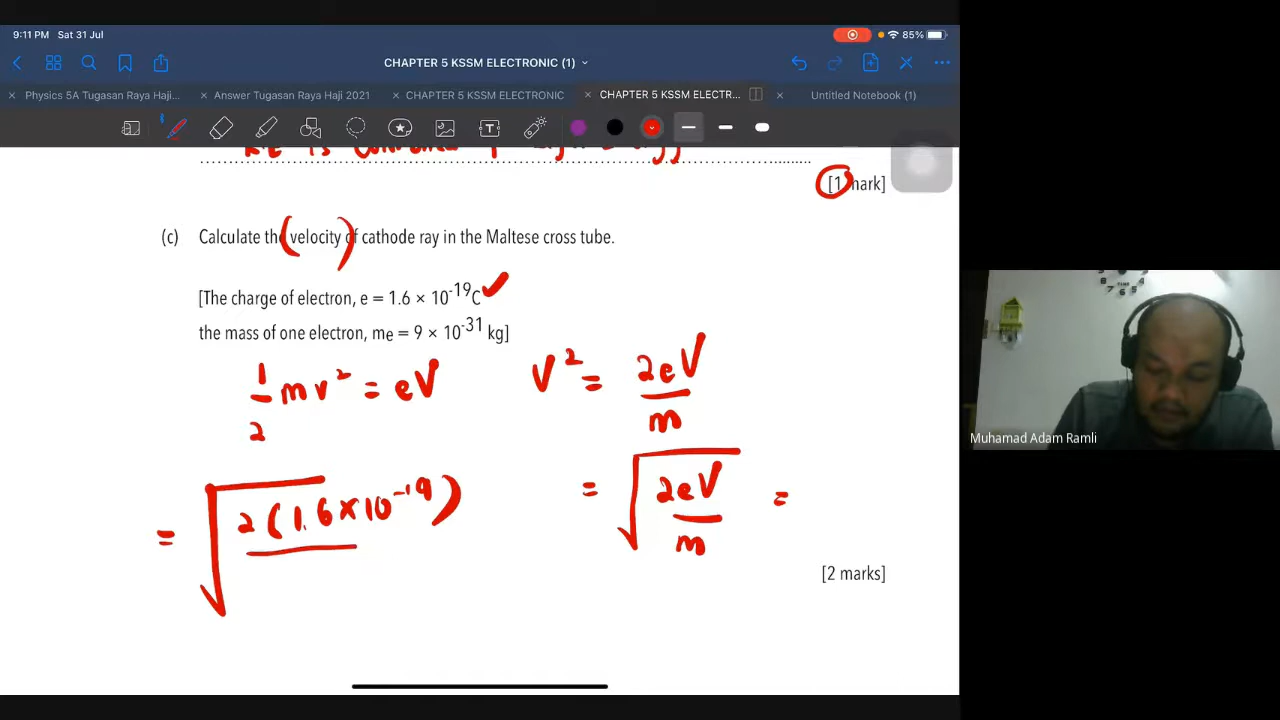 9:11 PM Sat 31 Jul
85%
CHAPTER 5 KSSM ELECTRONIC (1)
Physics 5A Tugasan Raya Haji...
Answer Tugasan Raya Haji 2021
CHAPTER 5 KSSM ELECTRONIC
CHAPTER 5 KSSM ELECTR...
Untitled Notebook (1)
is
[1 mark]
(c) Calculate the (velocity) of cathode ray in the Maltese cross tube.
[The charge of electron, e = 1.6 × 10⁻¹⁹C ✓
the mass of one electron, me = 9 × 10⁻³¹ kg]
1/2 mv² = eV
V² = 2eV/m
= √(2eV/m) =
= √2(1.6×10⁻¹⁹)
[2 marks]
Muhamad Adam Ramli